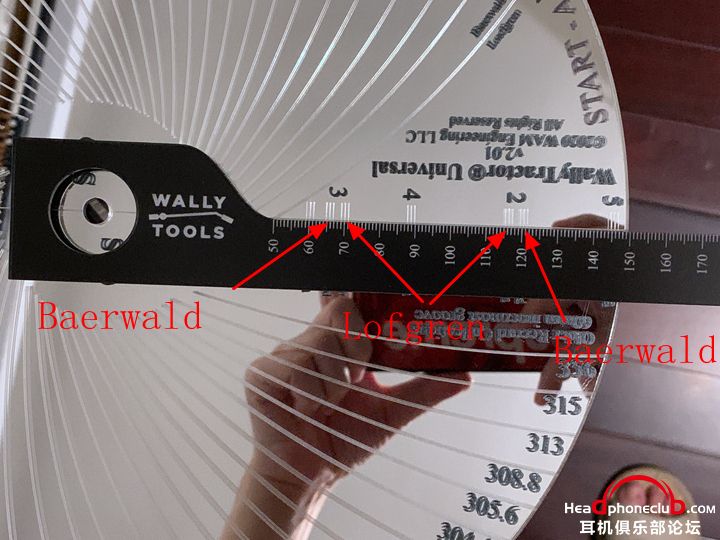 Baerwald
Lofgren
START - A
©2020 WAM Engineering LLC
All Rights Reserved
v2.01
WallyTractor® Universal
WALLY
TOOLS
3
4
2
5
50
60
70
80
90
100
110
120
130
140
150
160
170
Baerwald
Lofgren
Baerwald
315
313
308.8
305.6
304.
Headphoneclub.com
耳机俱乐部论坛